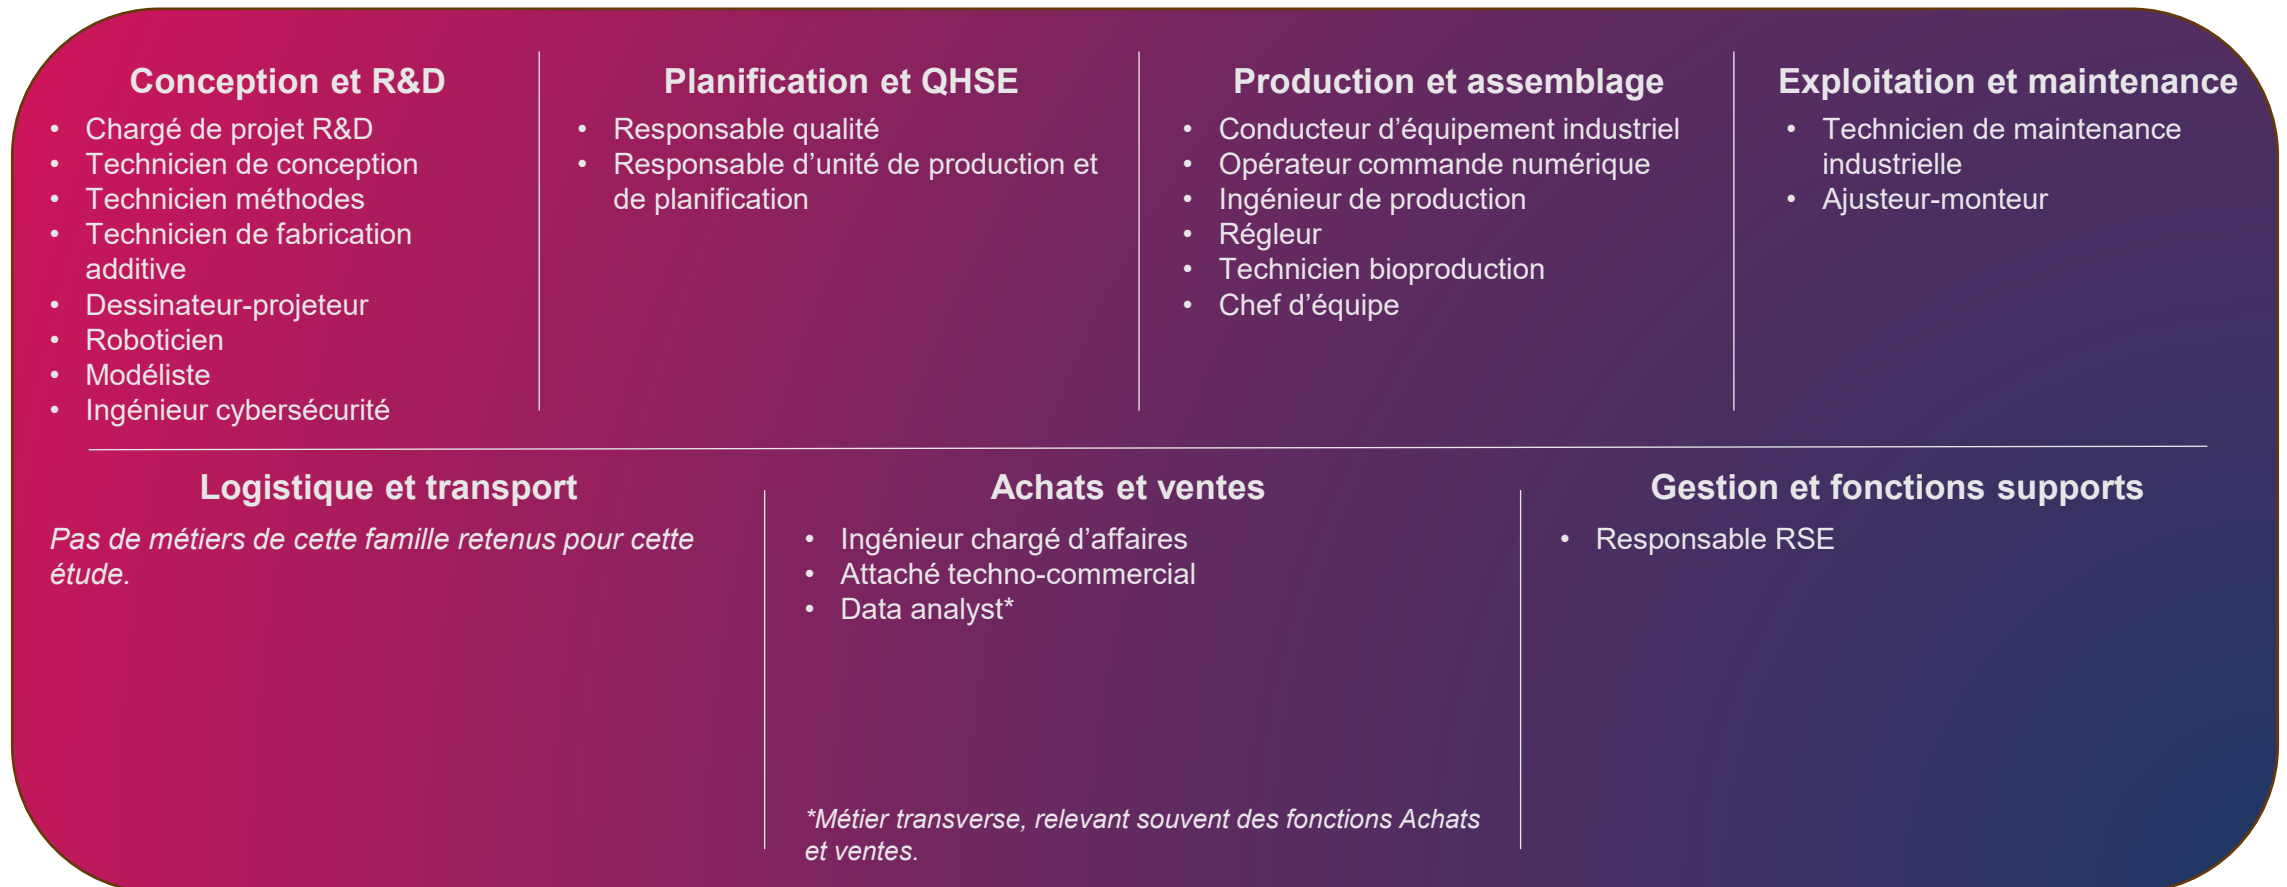 Conception et R&D
• Chargé de projet R&D
• Technicien de conception
• Technicien méthodes
• Technicien de fabrication
additive
• Dessinateur-projeteur
• Roboticien
• Modéliste
• Ingénieur cybersécurité
Planification et QHSE
• Responsable qualité
• Responsable d’unité de production et
de planification
Production et assemblage
• Conducteur d’équipement industriel
• Opérateur commande numérique
• Ingénieur de production
• Régleur
• Technicien bioproduction
• Chef d’équipe
Exploitation et maintenance
• Technicien de maintenance
industrielle
• Ajusteur-monteur
Logistique et transport
Pas de métiers de cette famille retenus pour cette
étude.
Achats et ventes
• Ingénieur chargé d’affaires
• Attaché techno-commercial
• Data analyst*
*Métier transverse, relevant souvent des fonctions Achats
et ventes.
Gestion et fonctions supports
• Responsable RSE